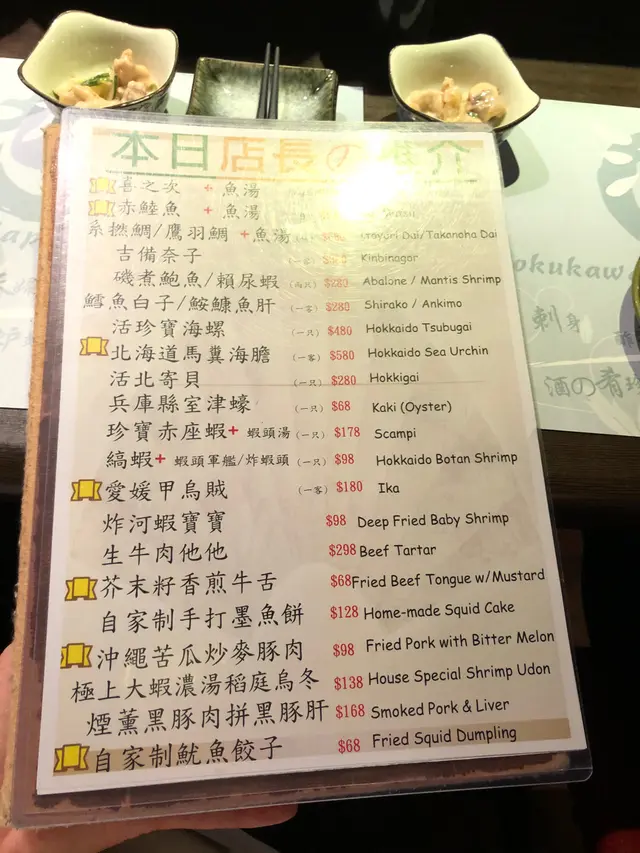 本日店長の推介
喜之次 + 魚湯
赤鯥魚 + 魚湯
系撚鯛/鷹羽鯛 +魚湯 Itoyori Dai/Takanoha Dai
吉備奈子 (一客) Kinbinagor
磯煮鮑魚/賴尿蝦 (兩只) $280 Abalone / Mantis Shrimp
鱈魚白子/鮟鱇魚肝 (一客) $280 Shirako / Ankimo
活珍寶海螺 (一只) $480 Hokkaido Tsubugai
北海道馬糞海膽 (一客) $580 Hokkaido Sea Urchin
活北寄貝 (一只) $280 Hokkigai
兵庫縣室津蠔 (一只) $68 Kaki (Oyster)
珍寶赤座蝦+ 蝦頭湯 (一只) $178 Scampi
縞蝦+ 蝦頭軍艦/炸蝦頭 (一只) $98 Hokkaido Botan Shrimp
愛媛甲烏賊 (一客) $180 Ika
炸河蝦寶寶 $98 Deep Fried Baby Shrimp
生牛肉他他 $298 Beef Tartar
芥末籽香煎牛舌 $68 Fried Beef Tongue w/Mustard
自家制手打墨魚餅 $128 Home-made Squid Cake
沖繩苦瓜炒麥豚肉 $98 Fried Pork with Bitter Melon
極上大蝦濃湯稻庭烏冬 $138 House Special Shrimp Udon
煙薰黑豚肉拼黑豚肝 $168 Smoked Pork & Liver
自家制魷魚餃子 $68 Fried Squid Dumpling
okukawa
刺身
酒の肴